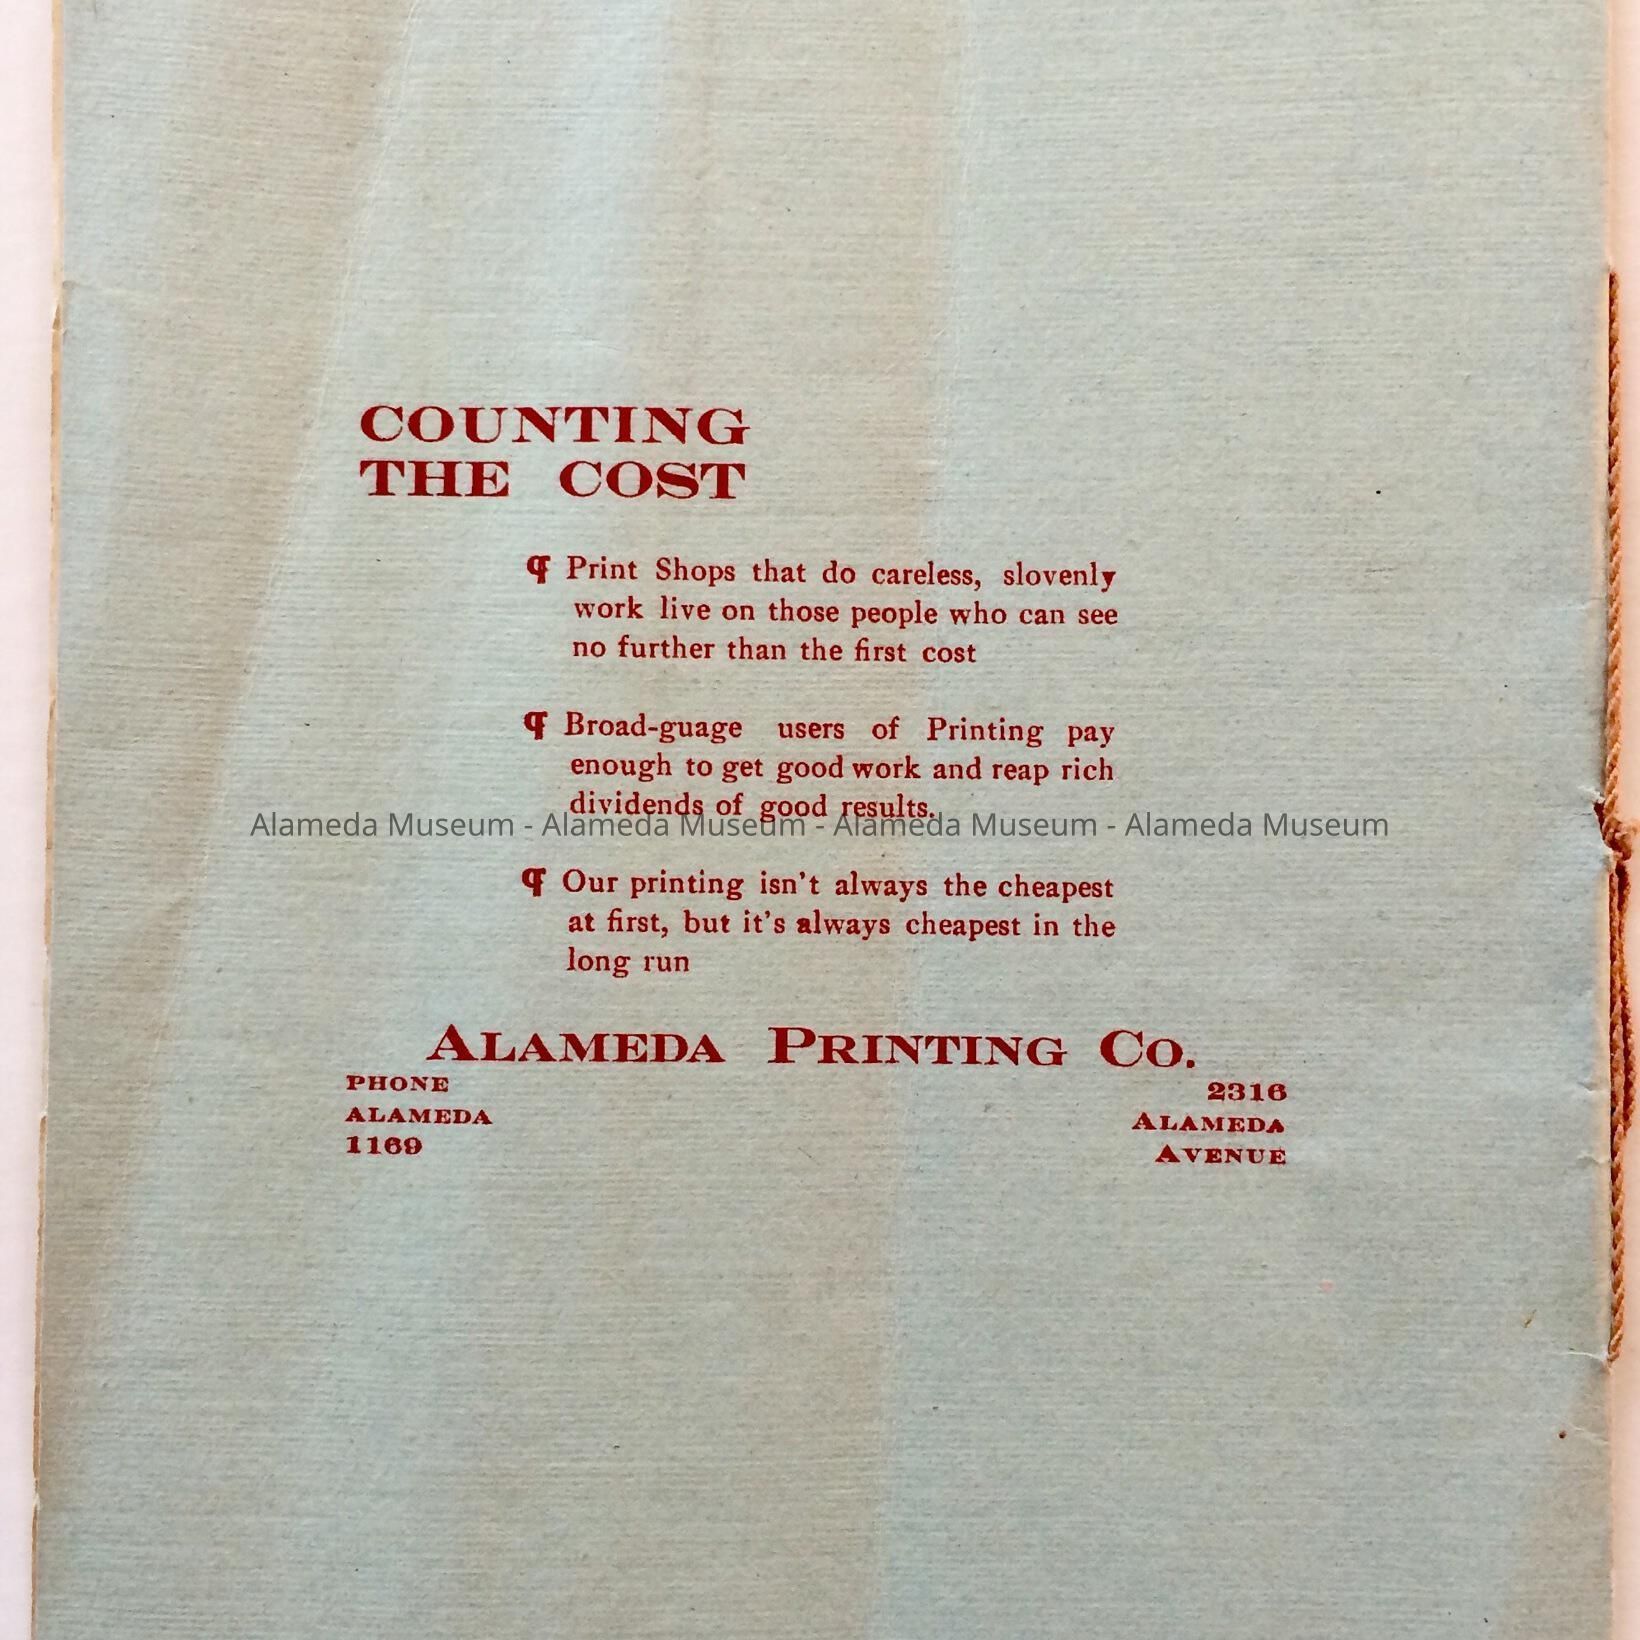 COUNTING
THE COST
¶ Print Shops that do careless, slovenly
work live on those people who can see
no further than the first cost
¶ Broad-guage users of Printing pay
enough to get good work and reap rich
dividends of good results.
Alameda Museum - Alameda Museum - Alameda Museum - Alameda Museum
¶ Our printing isn't always the cheapest
at first, but it's always cheapest in the
long run
ALAMEDA PRINTING CO.
PHONE
ALAMEDA
1169
2316
ALAMEDA
AVENUE